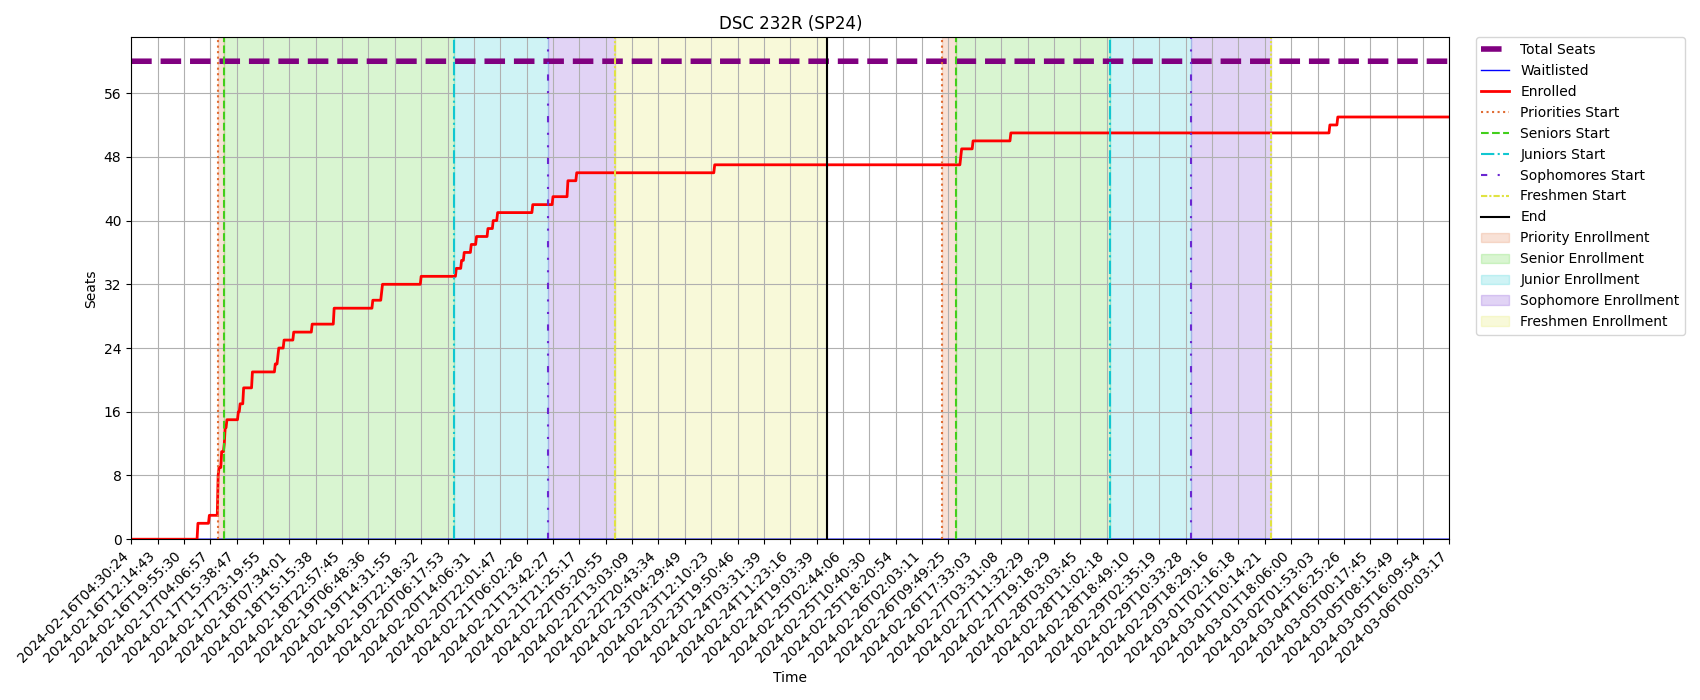 DSC 232R (SP24)
Seats
56
48
40
32
24
16
8
0
2024-02-16T04:30:24
2024-02-16T12:14:43
2024-02-16T19:55:30
2024-02-17T04:06:57
2024-02-17T15:38:47
2024-02-17T23:19:55
2024-02-18T07:34:01
2024-02-18T15:15:38
2024-02-18T22:57:45
2024-02-19T06:48:36
2024-02-19T14:31:55
2024-02-19T22:18:32
2024-02-20T06:17:53
2024-02-20T14:06:31
2024-02-20T22:01:47
2024-02-21T06:02:26
2024-02-21T13:42:27
2024-02-21T21:25:17
2024-02-22T05:20:55
2024-02-22T13:03:09
2024-02-22T20:43:34
2024-02-23T04:29:49
2024-02-23T12:10:23
2024-02-23T19:50:46
2024-02-24T03:31:39
2024-02-24T11:23:16
2024-02-24T19:03:39
2024-02-25T02:44:06
2024-02-25T10:40:30
2024-02-25T18:20:54
2024-02-26T02:03:11
2024-02-26T09:49:25
2024-02-26T17:33:03
2024-02-27T03:31:08
2024-02-27T11:32:29
2024-02-27T19:18:29
2024-02-28T03:03:45
2024-02-28T11:02:18
2024-02-28T18:49:10
2024-02-29T02:35:19
2024-02-29T10:33:28
2024-02-29T18:29:16
2024-03-01T02:16:18
2024-03-01T10:14:21
2024-03-01T18:06:00
2024-03-02T01:53:03
2024-03-04T16:25:26
2024-03-05T00:17:45
2024-03-05T08:15:49
2024-03-05T16:09:54
2024-03-06T00:03:17
Time
Total Seats
Waitlisted
Enrolled
Priorities Start
Seniors Start
Juniors Start
Sophomores Start
Freshmen Start
End
Priority Enrollment
Senior Enrollment
Junior Enrollment
Sophomore Enrollment
Freshmen Enrollment